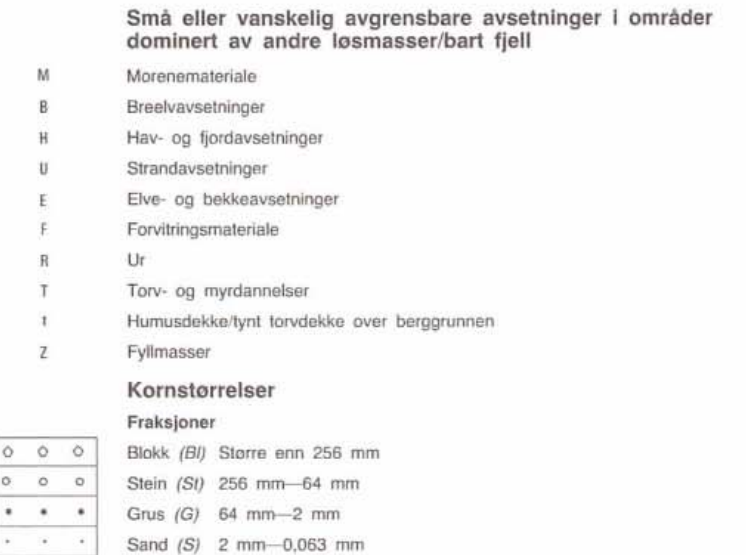 Små eller vanskelig avgrensbare avsetninger i områder
dominert av andre løsmasser/bart fjell
M Morenemateriale
B Breelvavsetninger
H Hav- og fjordavsetninger
U Strandavsetninger
E Elve- og bekkeavsetninger
F Forvitringsmateriale
R Ur
T Torv- og myrdannelser
t Humusdekke/tynt torvdekke over berggrunnen
Z Fyllmasser
Kornstørrelser
Fraksjoner
Blokk (Bl) Større enn 256 mm
Stein (St) 256 mm—64 mm
Grus (G) 64 mm—2 mm
Sand (S) 2 mm—0,063 mm